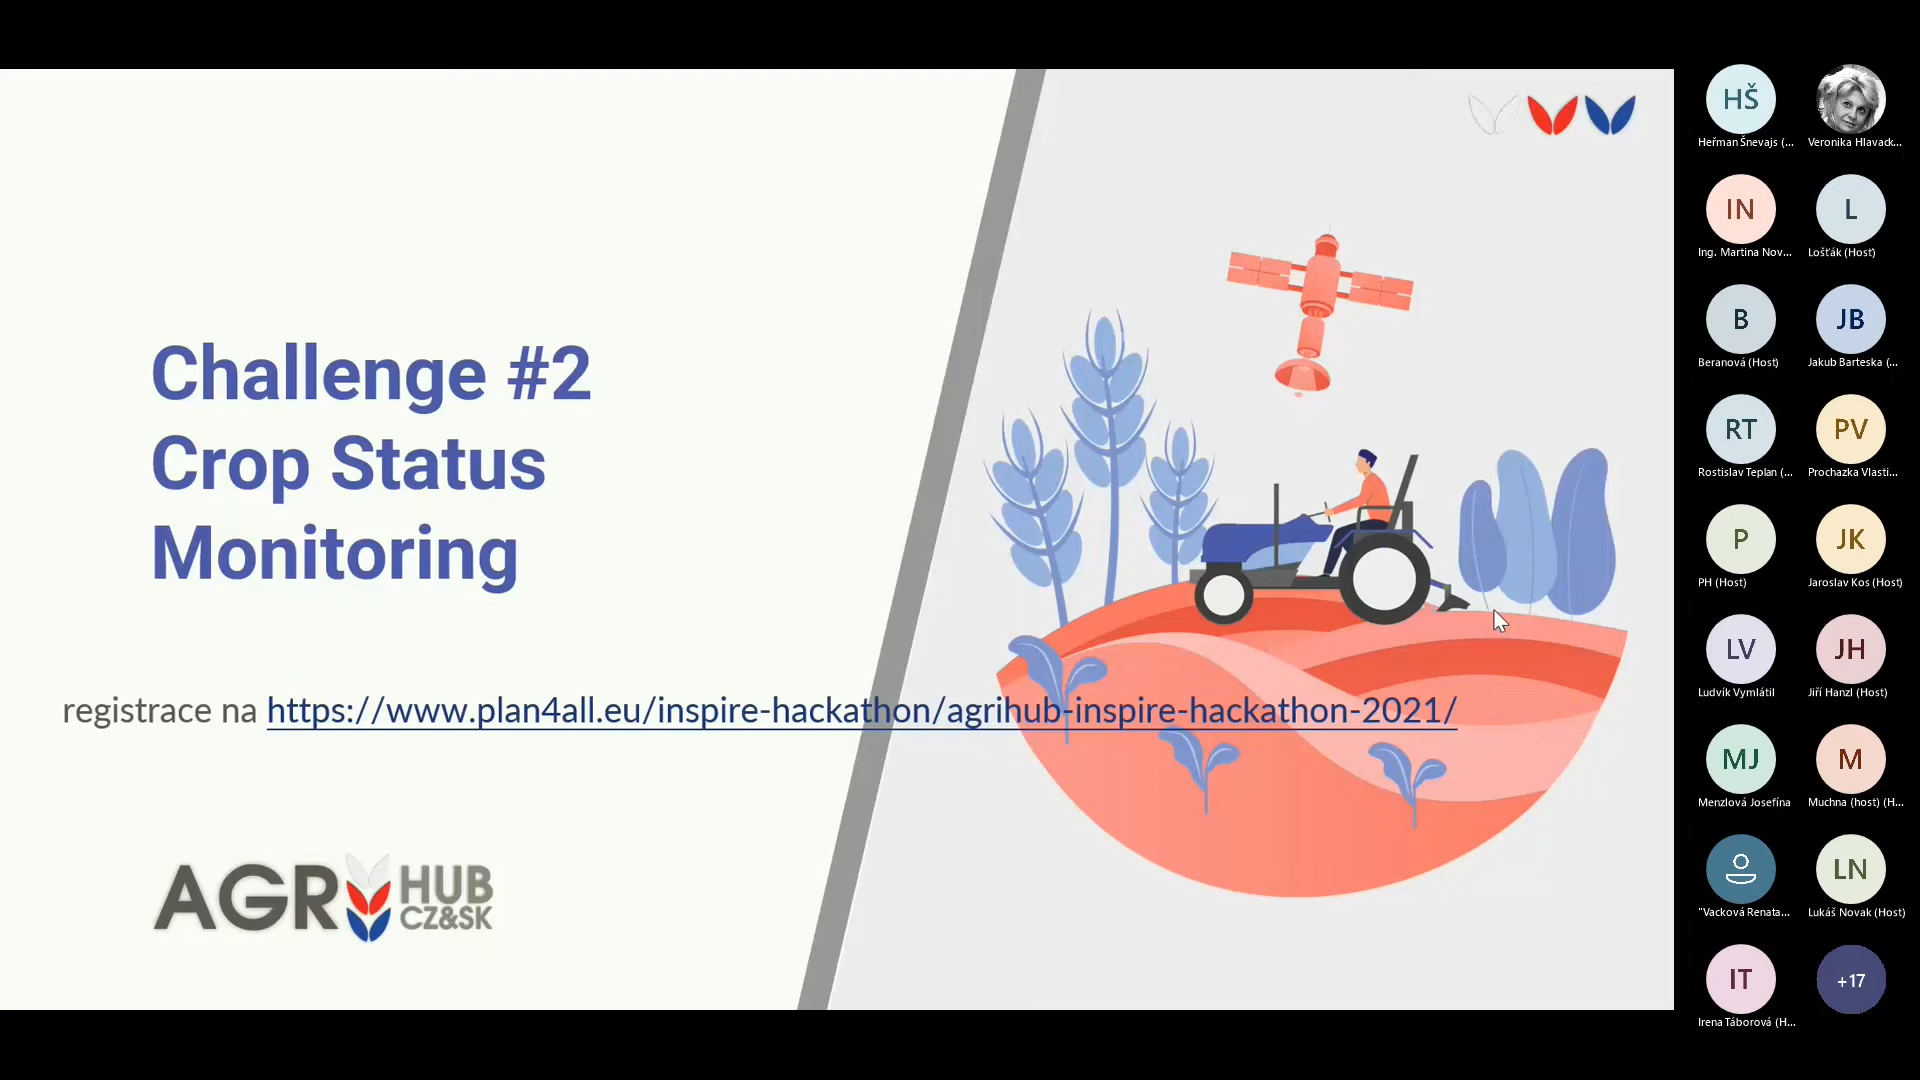 Challenge #2
Crop Status
Monitoring
registrace na https://www.plan4all.eu/inspire-hackathon/agrihub-inspire-hackathon-2021/
AGR HUB
CZ&SK
HŠ
Heřman Šnevajs (...
Veronika Hlavack...
IN
Ing. Martina Nov...
L
Lošťák (Host)
B
Beranová (Host)
JB
Jakub Barteska (...
RT
Rostislav Teplan (...
PV
Prochazka Vlasti...
P
PH (Host)
JK
Jaroslav Kos (Host)
LV
Ludvík Vymlátil
JH
Jiří Hanzl (Host)
MJ
Menzlová Josefína
M
Muchna (host) (H...
"Vacková Renata...
LN
Lukáš Novak (Host)
IT
Irena Táborová (H...
+17